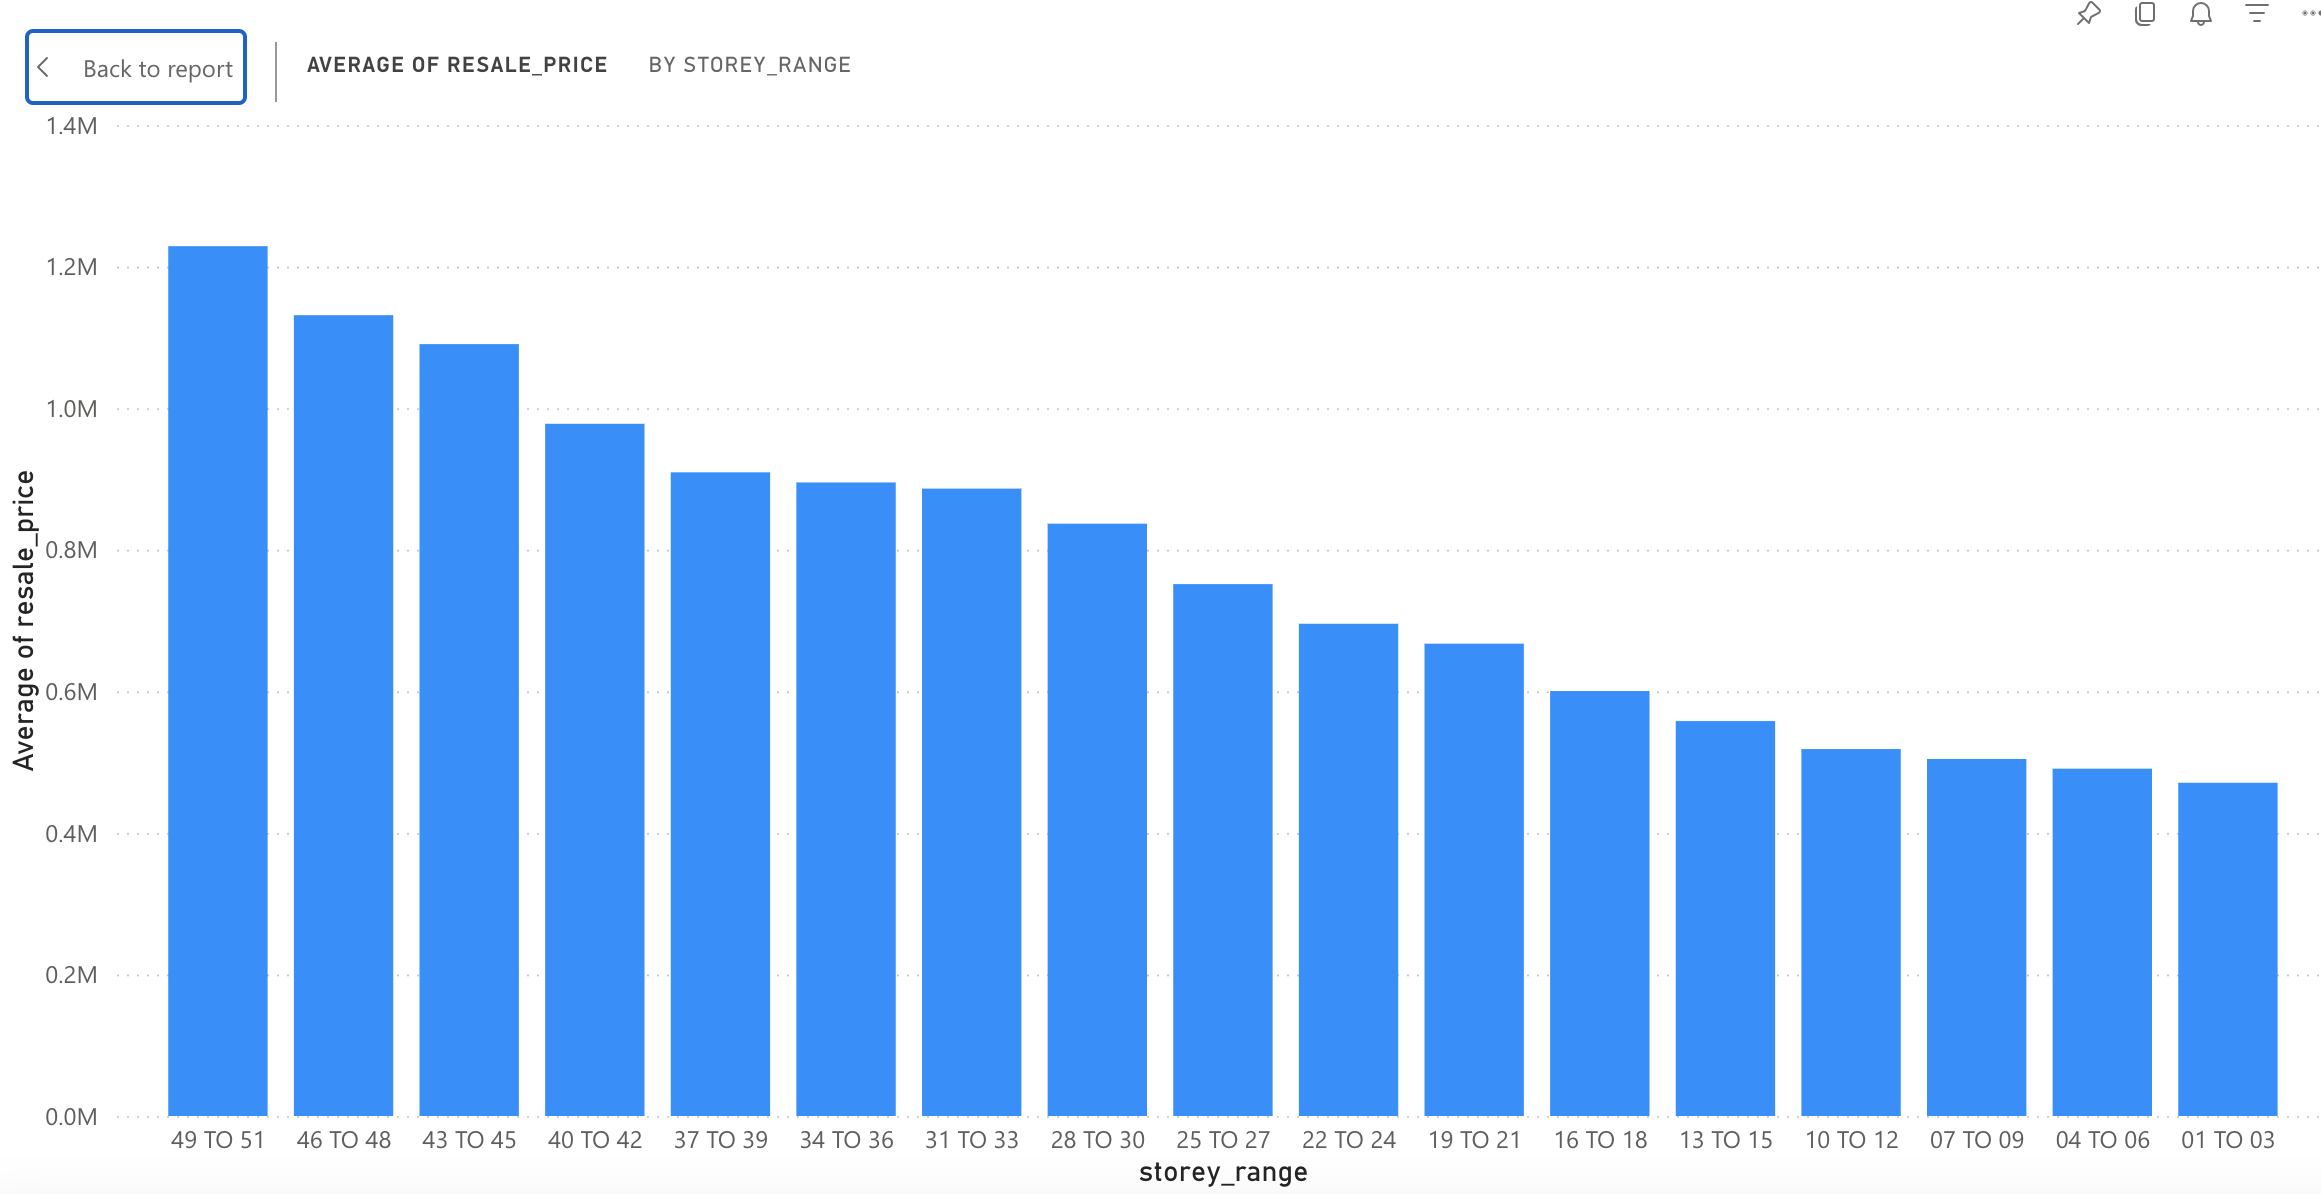 Back to report
AVERAGE OF RESALE_PRICE BY STOREY_RANGE
1.4M
1.2M
1.0M
0.8M
0.6M
0.4M
0.2M
0.0M
Average of resale_price
49 TO 51 46 TO 48 43 TO 45 40 TO 42 37 TO 39 34 TO 36 31 TO 33 28 TO 30 25 TO 27 22 TO 24 19 TO 21 16 TO 18 13 TO 15 10 TO 12 07 TO 09 04 TO 06 01 TO 03
storey_range